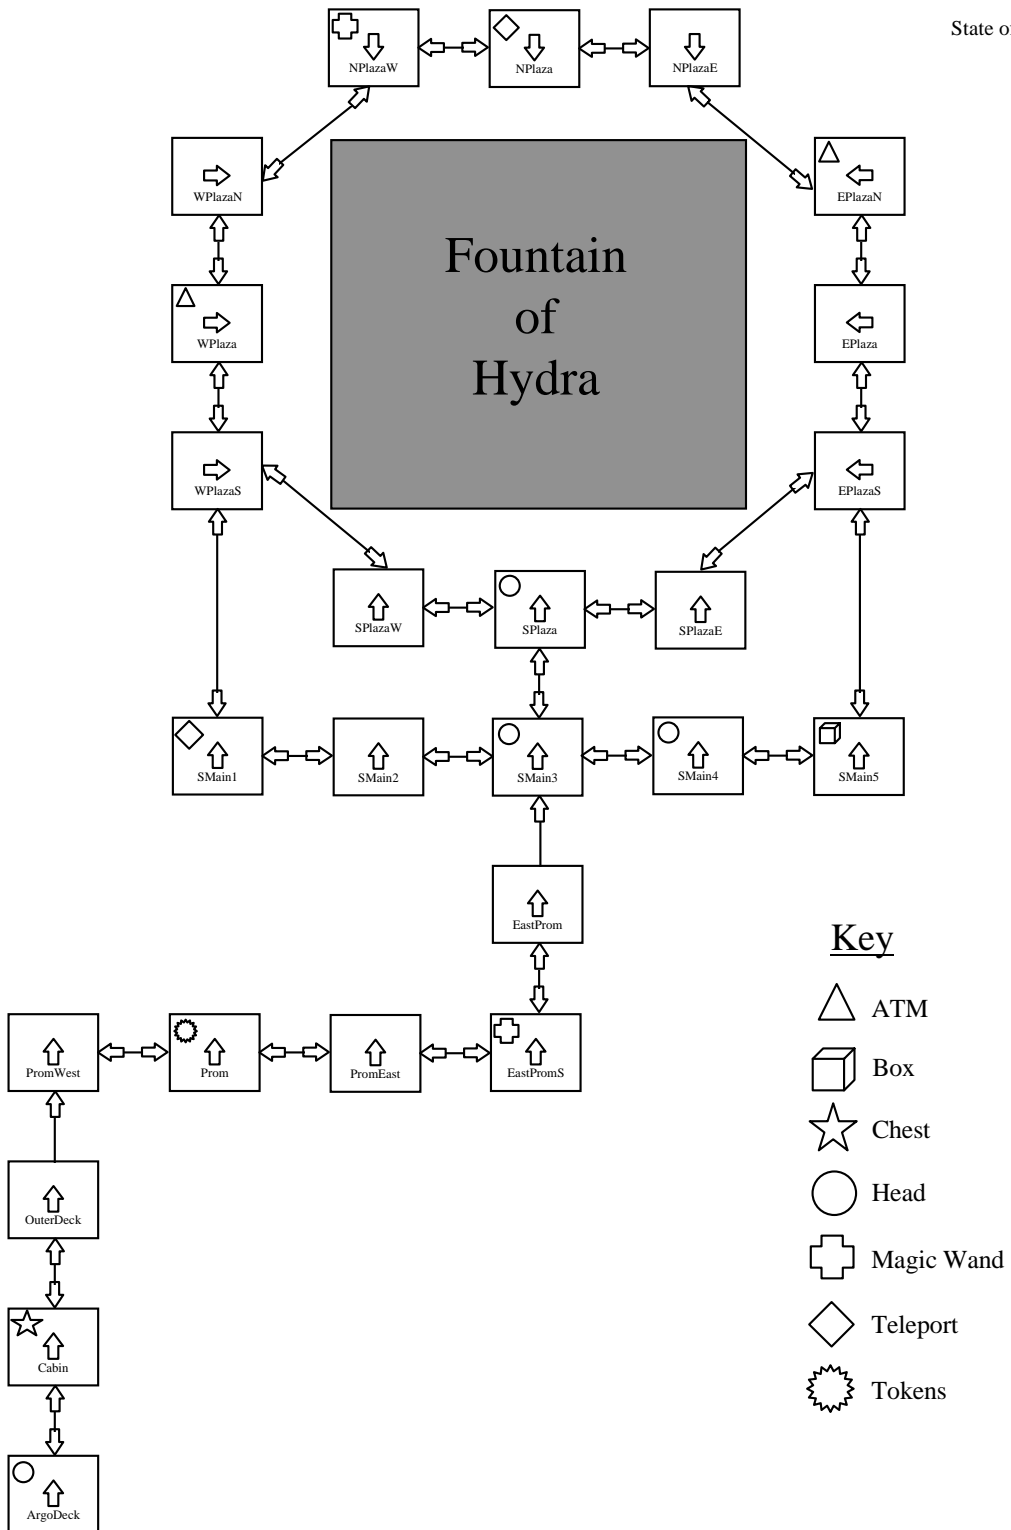 State of
NPlazaW
NPlaza
NPlazaE
WPlazaN
EPlazaN
Fountain
of
Hydra
WPlaza
EPlaza
WPlazaS
EPlazaS
SPlazaW
SPlaza
SPlazaE
SMain1
SMain2
SMain3
SMain4
SMain5
EastProm
Key
ATM
PromWest
Prom
PromEast
EastPromS
Box
Chest
Head
OuterDeck
Magic Wand
Teleport
Cabin
Tokens
ArgoDeck